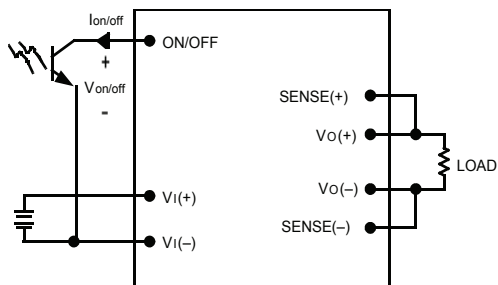 Ion/off
ON/OFF
+
Von/off
-
SENSE(+)
VO(+)
LOAD
VO(–)
SENSE(–)
VI(+)
VI(–)